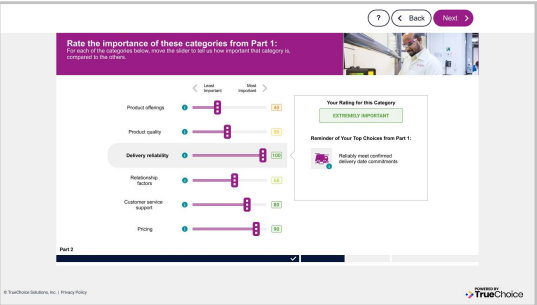 ?
Back
Next
Rate the importance of these categories from Part 1:
For each of the categories below, move the slider to tell us how important that category is,
compared to the others.
Least
Important
Most
Important
Product offerings
45
Product quality
Delivery reliability
100
Relationship
factors
Customer service
support
80
Pricing
90
Your Rating for this Category
EXTREMELY IMPORTANT
Reminder of Your Top Choices from Part 1:
Reliably meet confirmed
delivery date commitments
Part 2
© TrueChoice Solutions, Inc. | Privacy Policy
POWERED BY
TrueChoice